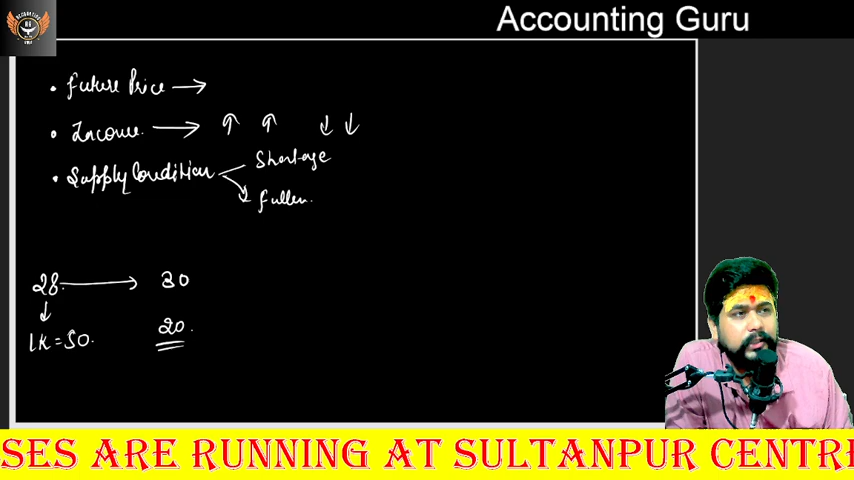 Accounting Guru
• Future Price →
• Income → ↑ ↑ ↓ ↓
Shortage
• Supply Condition
Fuller.
28 → 30
↓
1K = 50.
20.
SES ARE RUNNING AT SULTANPUR CENTRE